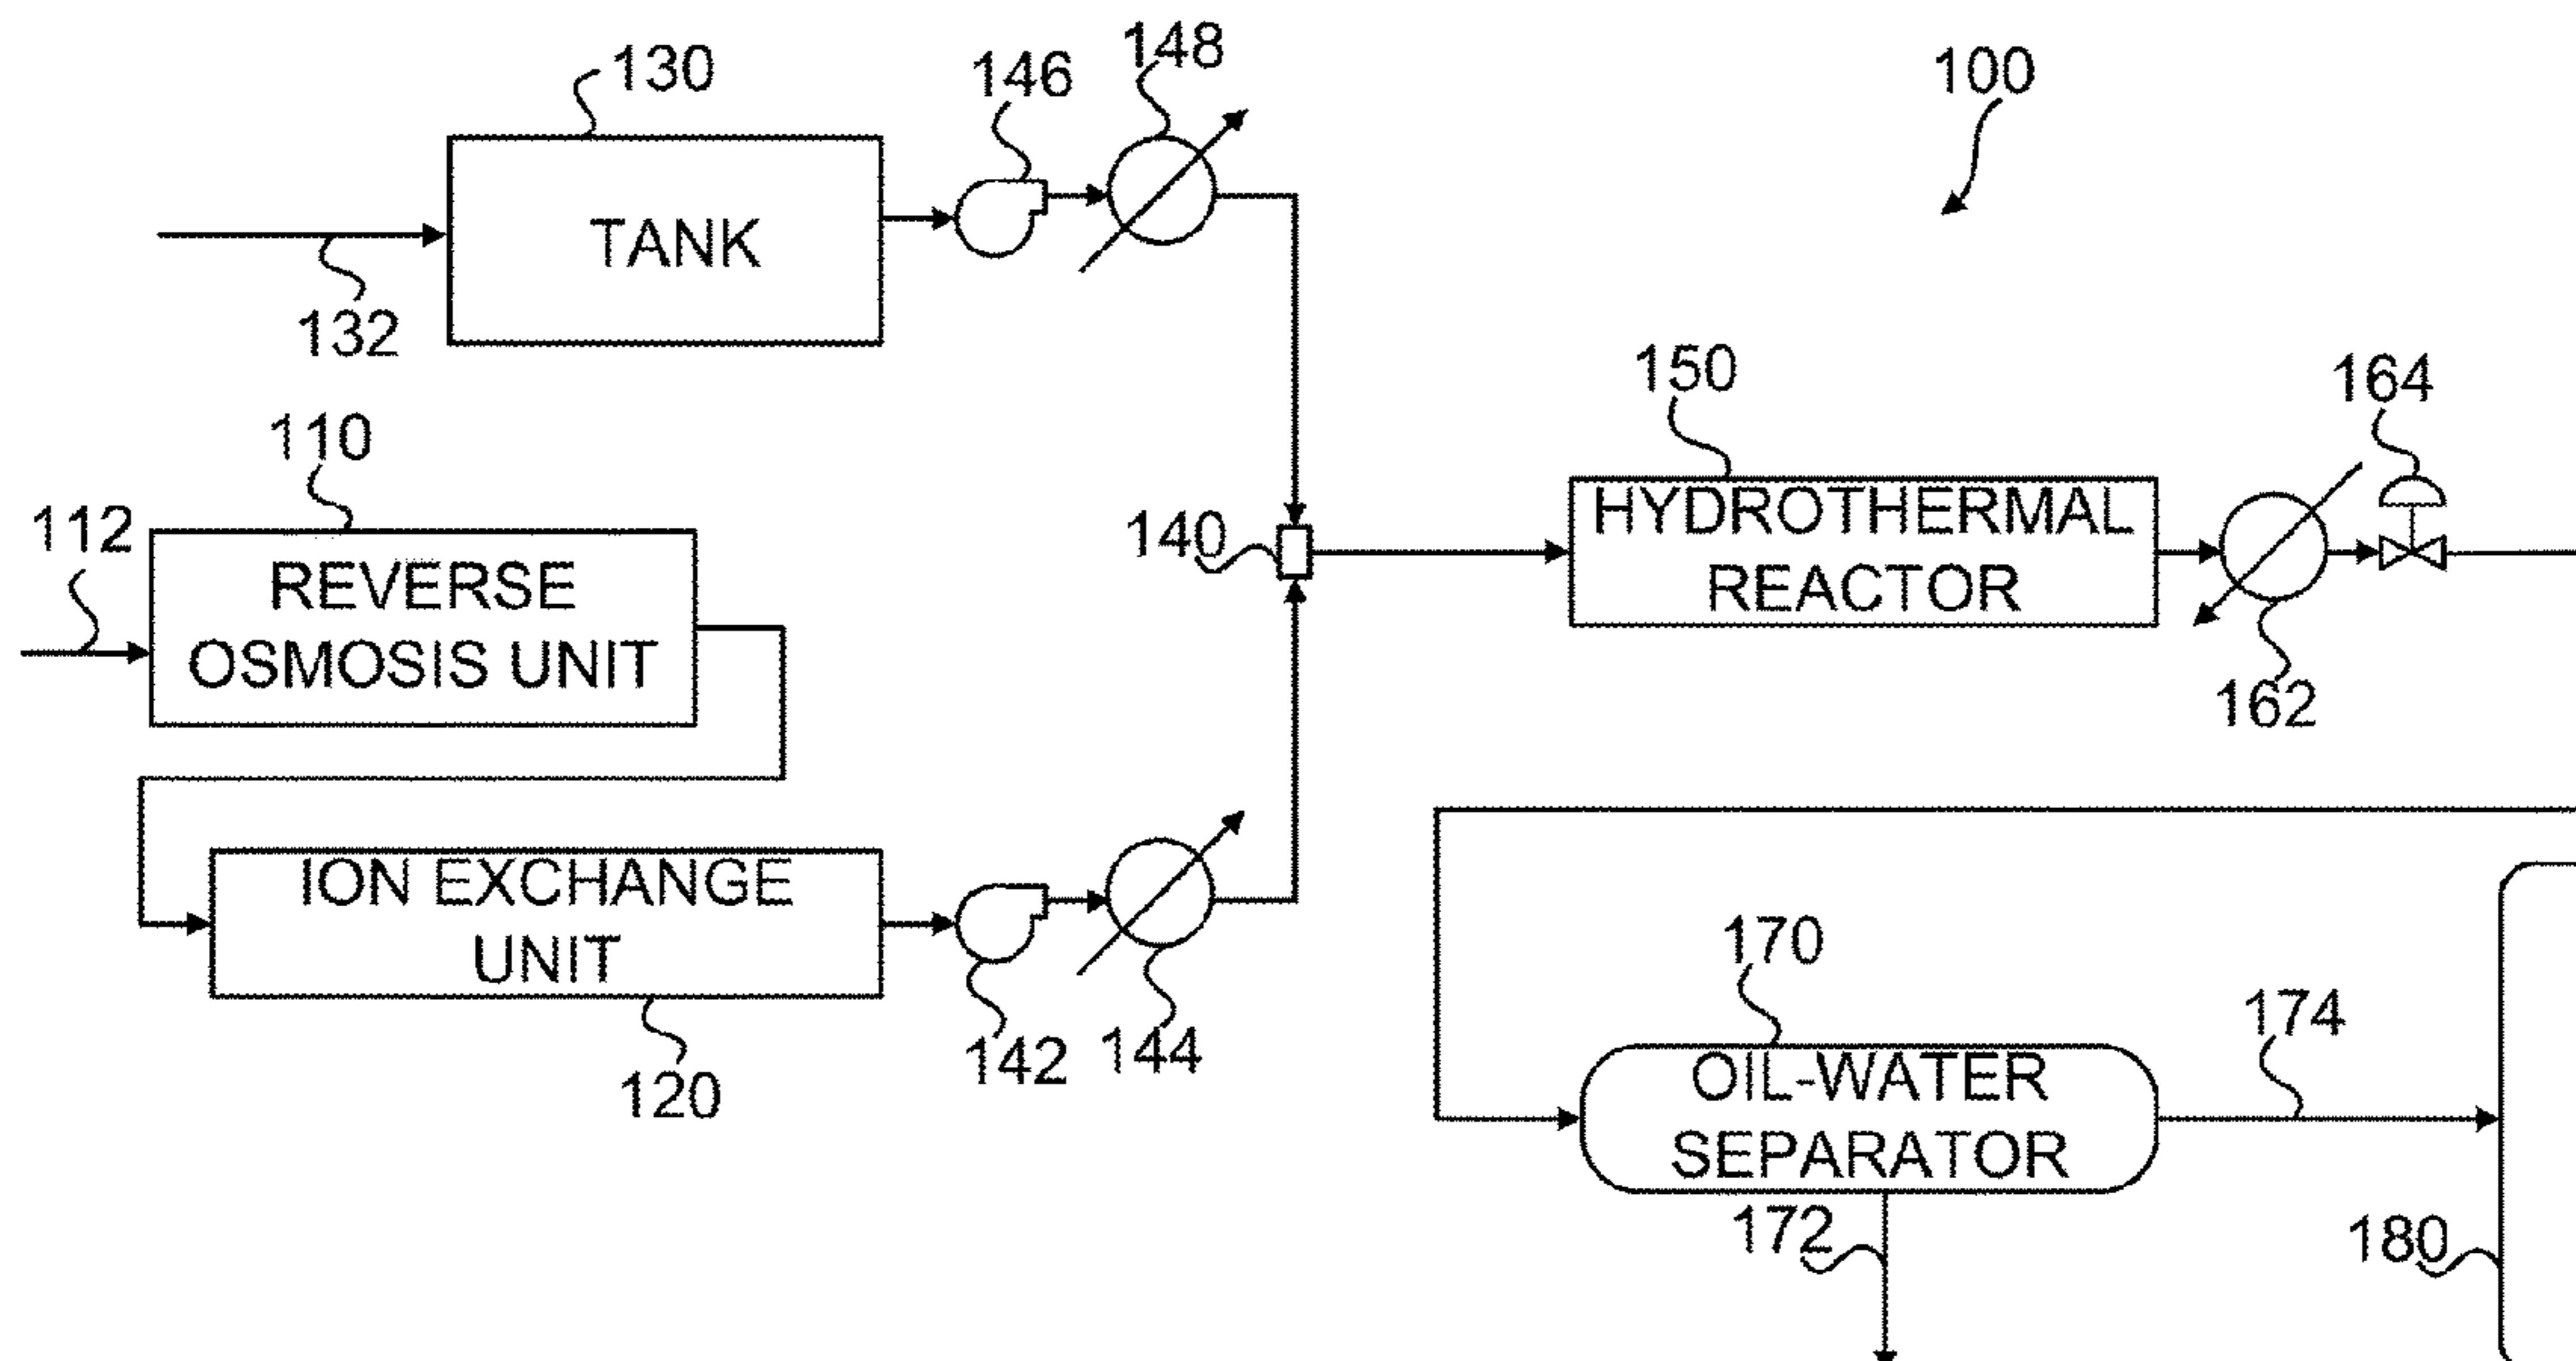 130
146
148
100
TANK
132
150
164
110
112
140
HYDROTHERMAL
REACTOR
REVERSE
OSMOSIS UNIT
162
ION EXCHANGE
UNIT
170
174
142
144
120
OIL-WATER
SEPARATOR
172
180